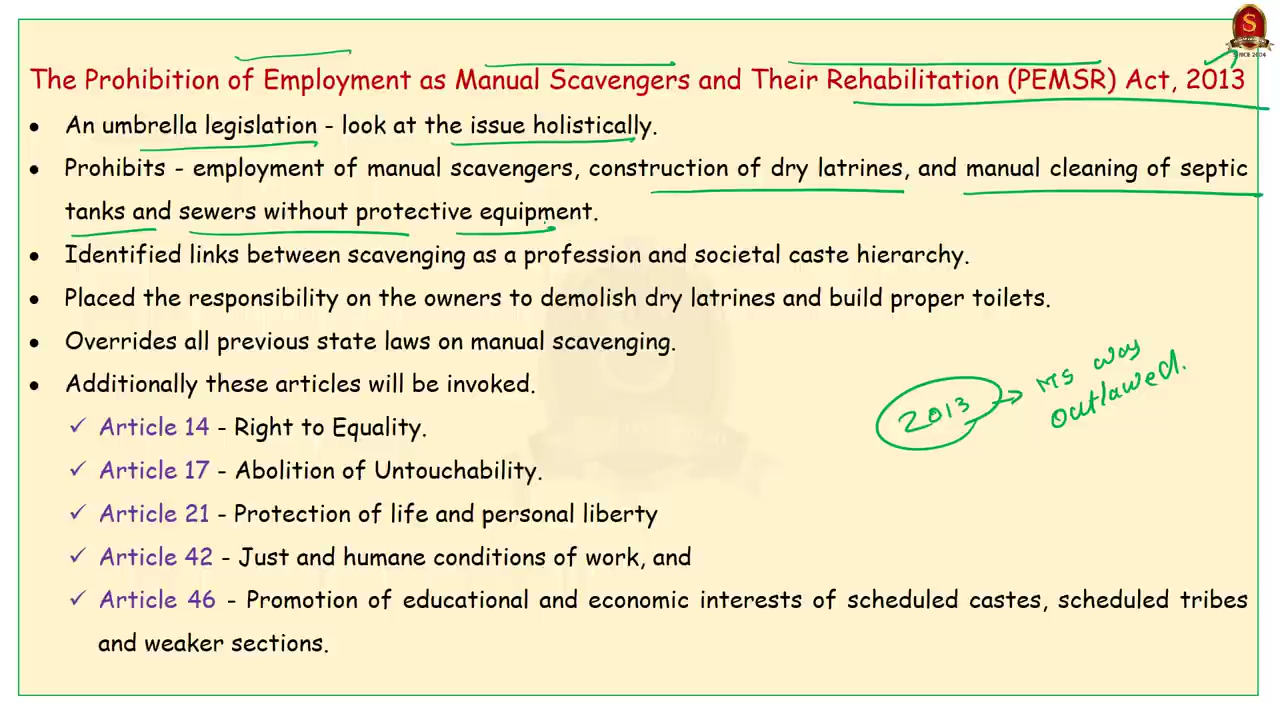 The Prohibition of Employment as Manual Scavengers and Their Rehabilitation (PEMSR) Act, 2013
• An umbrella legislation - look at the issue holistically.
• Prohibits - employment of manual scavengers, construction of dry latrines, and manual cleaning of septic
tanks and sewers without protective equipment.
• Identified links between scavenging as a profession and societal caste hierarchy.
• Placed the responsibility on the owners to demolish dry latrines and build proper toilets.
• Overrides all previous state laws on manual scavenging.
• Additionally these articles will be invoked.
✓ Article 14 - Right to Equality.
✓ Article 17 - Abolition of Untouchability.
✓ Article 21 - Protection of life and personal liberty
✓ Article 42 - Just and humane conditions of work, and
✓ Article 46 - Promotion of educational and economic interests of scheduled castes, scheduled tribes
and weaker sections.
2013 → MS was
outlawed.
S
SINCE 2004